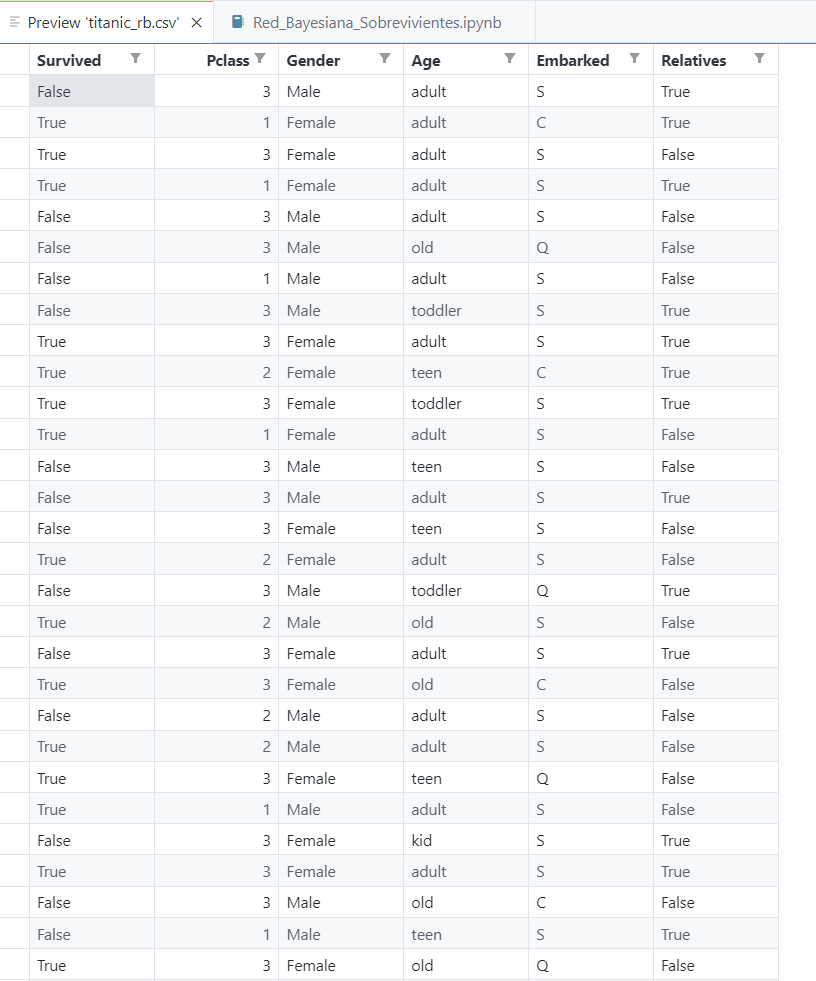 Preview 'titanic_rb.csv' Red_Bayesiana_Sobrevivientes.ipynb
Survived Pclass Gender Age Embarked Relatives
False 3 Male adult S True
True 1 Female adult C True
True 3 Female adult S False
True 1 Female adult S True
False 3 Male adult S False
False 3 Male old Q False
False 1 Male adult S False
False 3 Male toddler S True
True 3 Female adult S True
True 2 Female teen C True
True 3 Female toddler S True
True 1 Female adult S False
False 3 Male teen S False
False 3 Male adult S True
False 3 Female teen S False
True 2 Female adult S False
False 3 Male toddler Q True
True 2 Male old S False
False 3 Female adult S True
True 3 Female old C False
False 2 Male adult S False
True 2 Male adult S False
True 3 Female teen Q False
True 1 Male adult S False
False 3 Female kid S True
True 3 Female adult S True
False 3 Male old C False
False 1 Male teen S True
True 3 Female old Q False